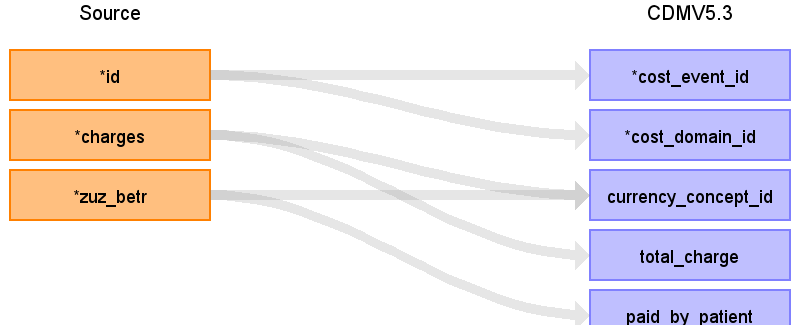 Source
CDMV5.3
*id
*cost_event_id
*charges
*cost_domain_id
*zuz_betr
currency_concept_id
total_charge
paid_by_patient